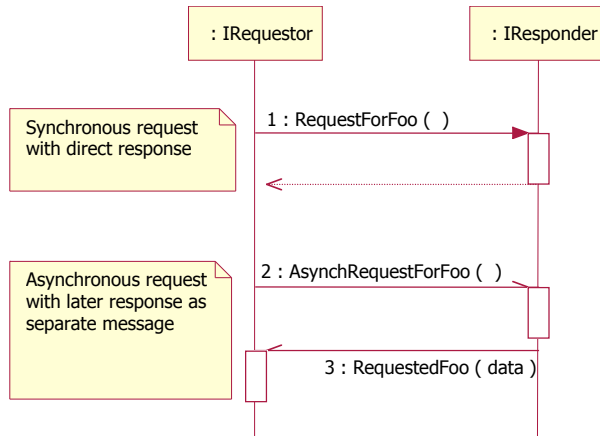 : IRequestor
: IResponder
Synchronous request
with direct response
1 : RequestForFoo ( )
Asynchronous request
with later response as
separate message
2 : AsynchRequestForFoo ( )
3 : RequestedFoo ( data )